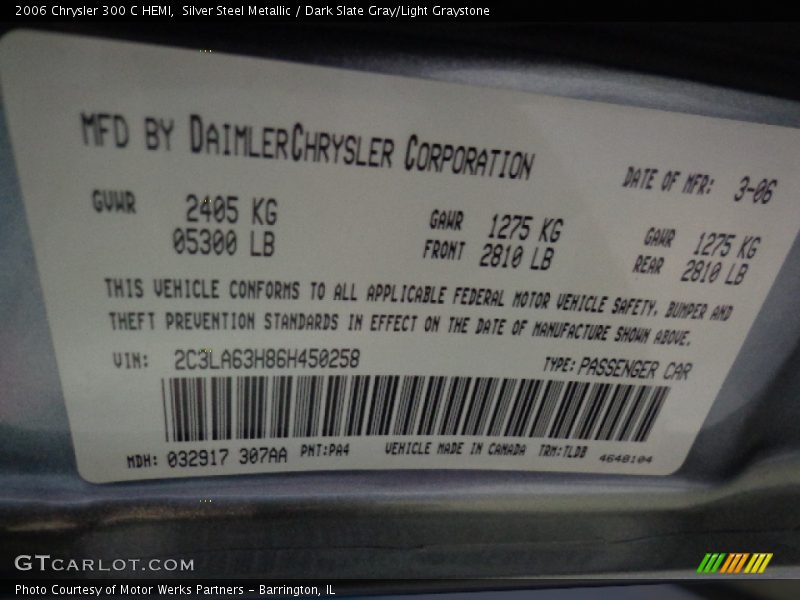 2006 Chrysler 300 C HEMI,  Silver Steel Metallic / Dark Slate Gray/Light Graystone
MFD BY DAIMLERCHRYSLER CORPORATION
DATE OF MFR: 3-06
GVWR 2405 KG
05300 LB
GAWR 1275 KG
FRONT 2810 LB
GAWR 1275 KG
REAR 2810 LB
THIS VEHICLE CONFORMS TO ALL APPLICABLE FEDERAL MOTOR VEHICLE SAFETY, BUMPER AND
THEFT PREVENTION STANDARDS IN EFFECT ON THE DATE OF MANUFACTURE SHOWN ABOVE.
VIN: 2C3LA63H86H450258 TYPE: PASSENGER CAR
MDH: 032917 307AA PNT:PA4 VEHICLE MADE IN CANADA TRM:TLDB 4648104
GTCARLOT.COM
Photo Courtesy of Motor Werks Partners - Barrington, IL